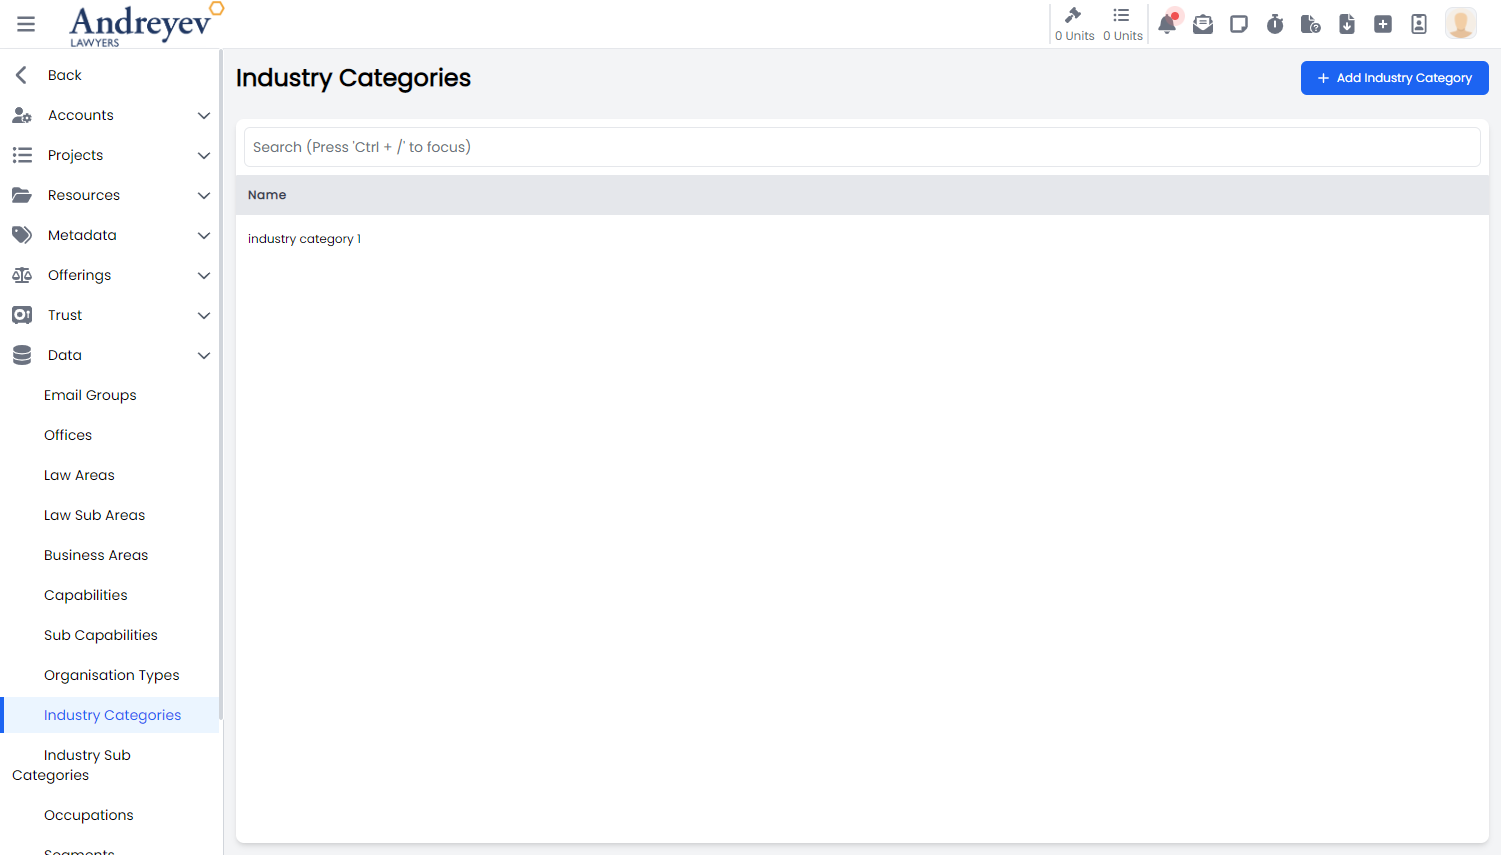 Andreyev
LAWYERS
0 Units
0 Units
Back
Accounts
Projects
Resources
Metadata
Offerings
Trust
Data
Email Groups
Offices
Law Areas
Law Sub Areas
Business Areas
Capabilities
Sub Capabilities
Organisation Types
Industry Categories
Industry Sub
Categories
Occupations
Segments
Industry Categories
+ Add Industry Category
Search (Press 'Ctrl + /' to focus)
Name
industry category 1